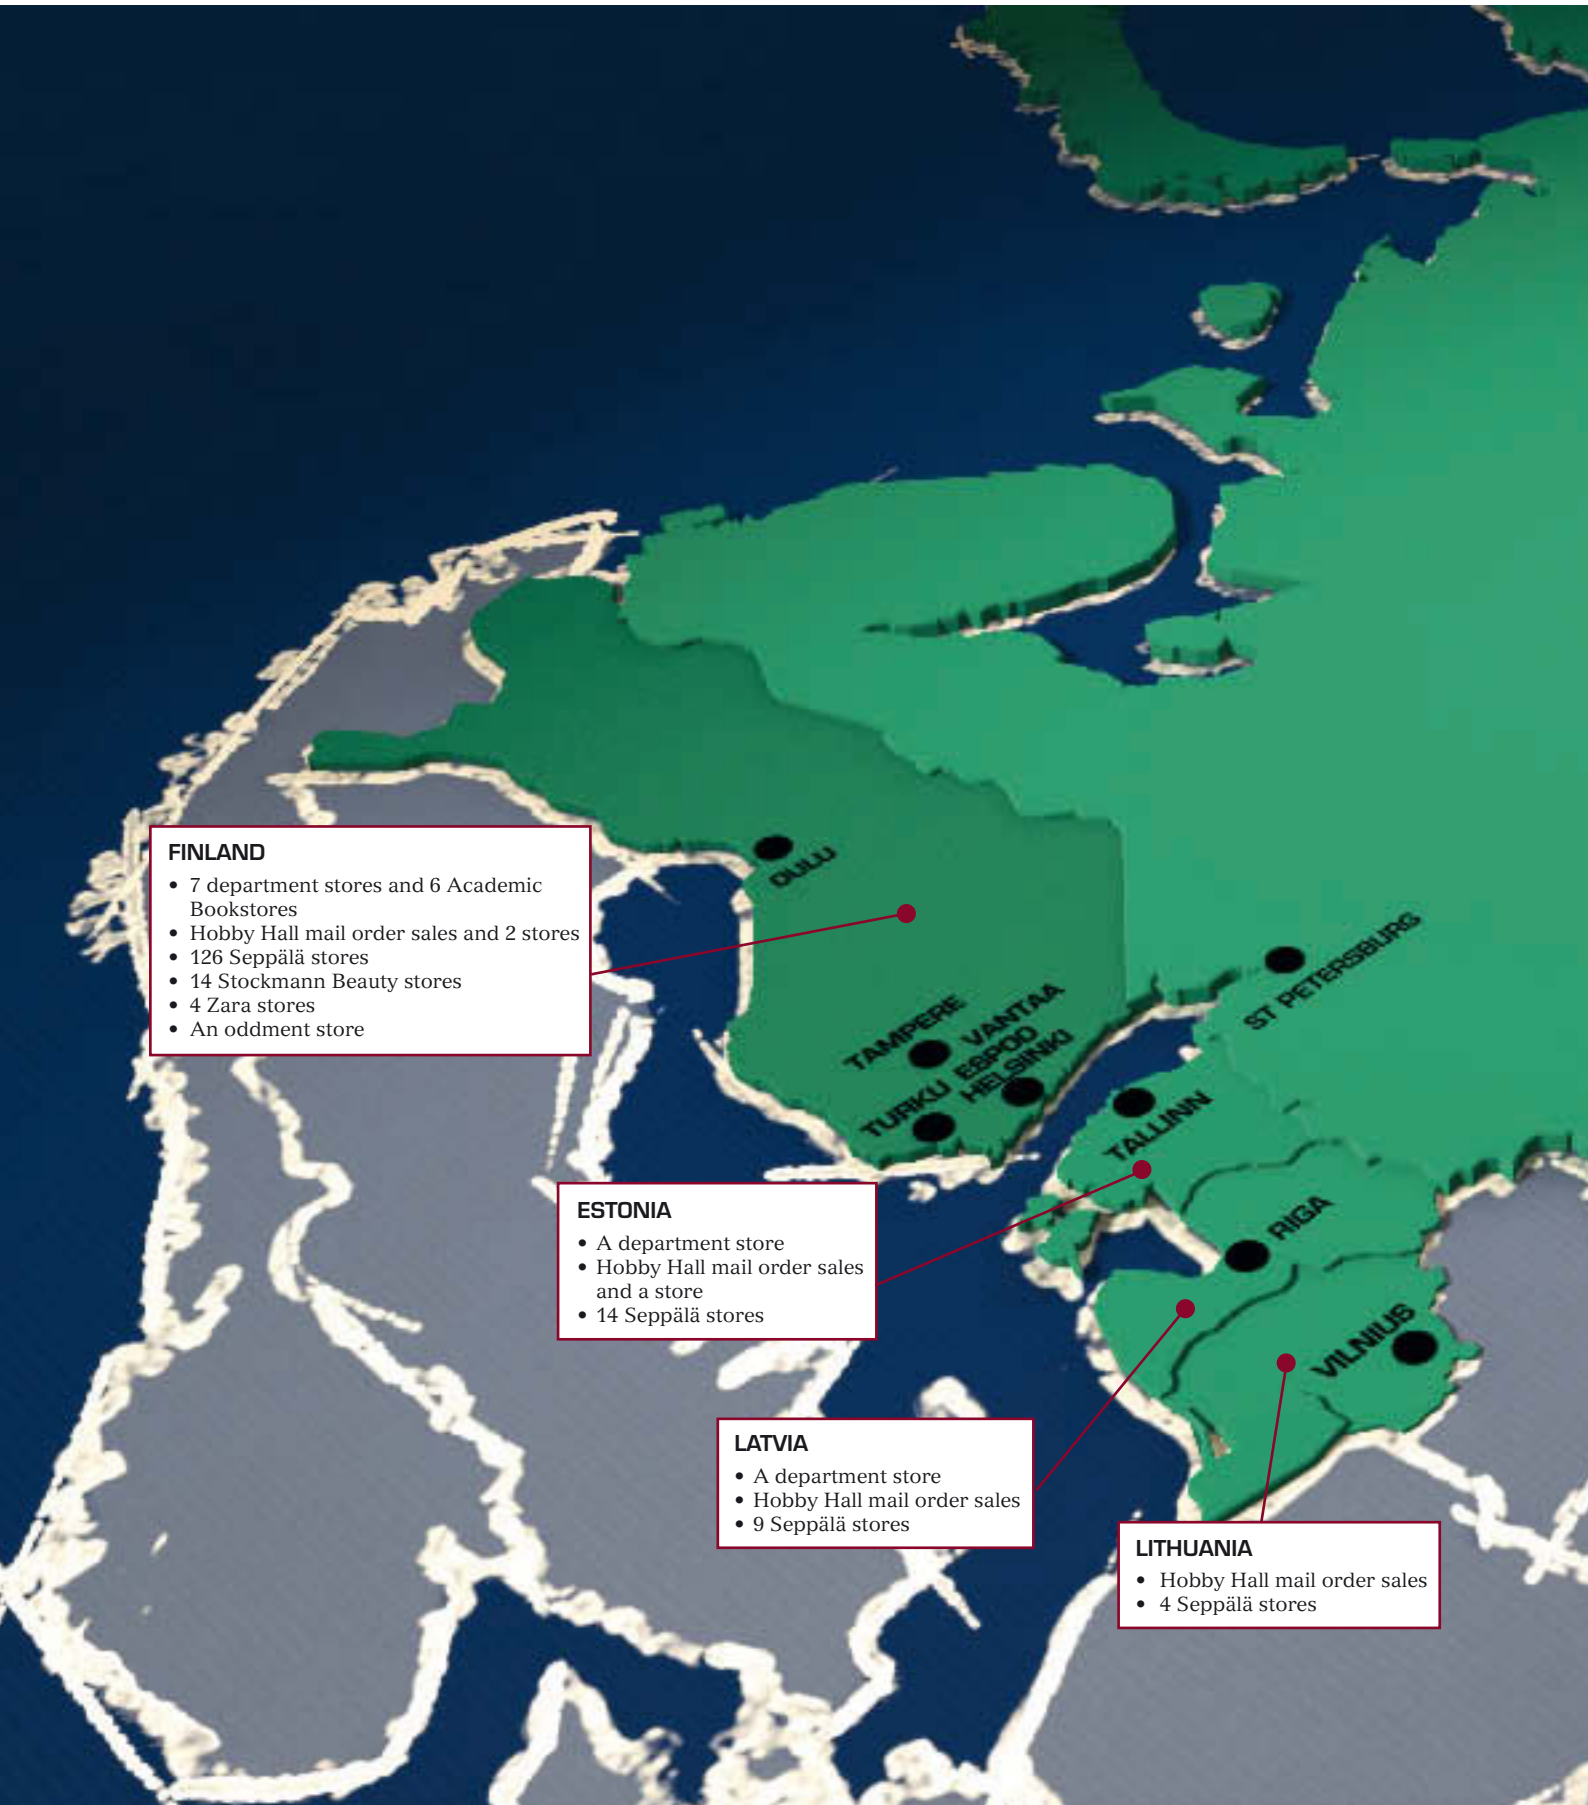 OULU
FINLAND
• 7 department stores and 6 Academic
Bookstores
• Hobby Hall mail order sales and 2 stores
• 126 Seppälä stores
• 14 Stockmann Beauty stores
• 4 Zara stores
• An oddment store
ST PETERSBURG
TAMPERE
VANTAA
ESPOO
HELSINKI
TURKU
TALLINN
ESTONIA
• A department store
• Hobby Hall mail order sales
and a store
• 14 Seppälä stores
RIGA
VILNIUS
LATVIA
• A department store
• Hobby Hall mail order sales
• 9 Seppälä stores
LITHUANIA
• Hobby Hall mail order sales
• 4 Seppälä stores